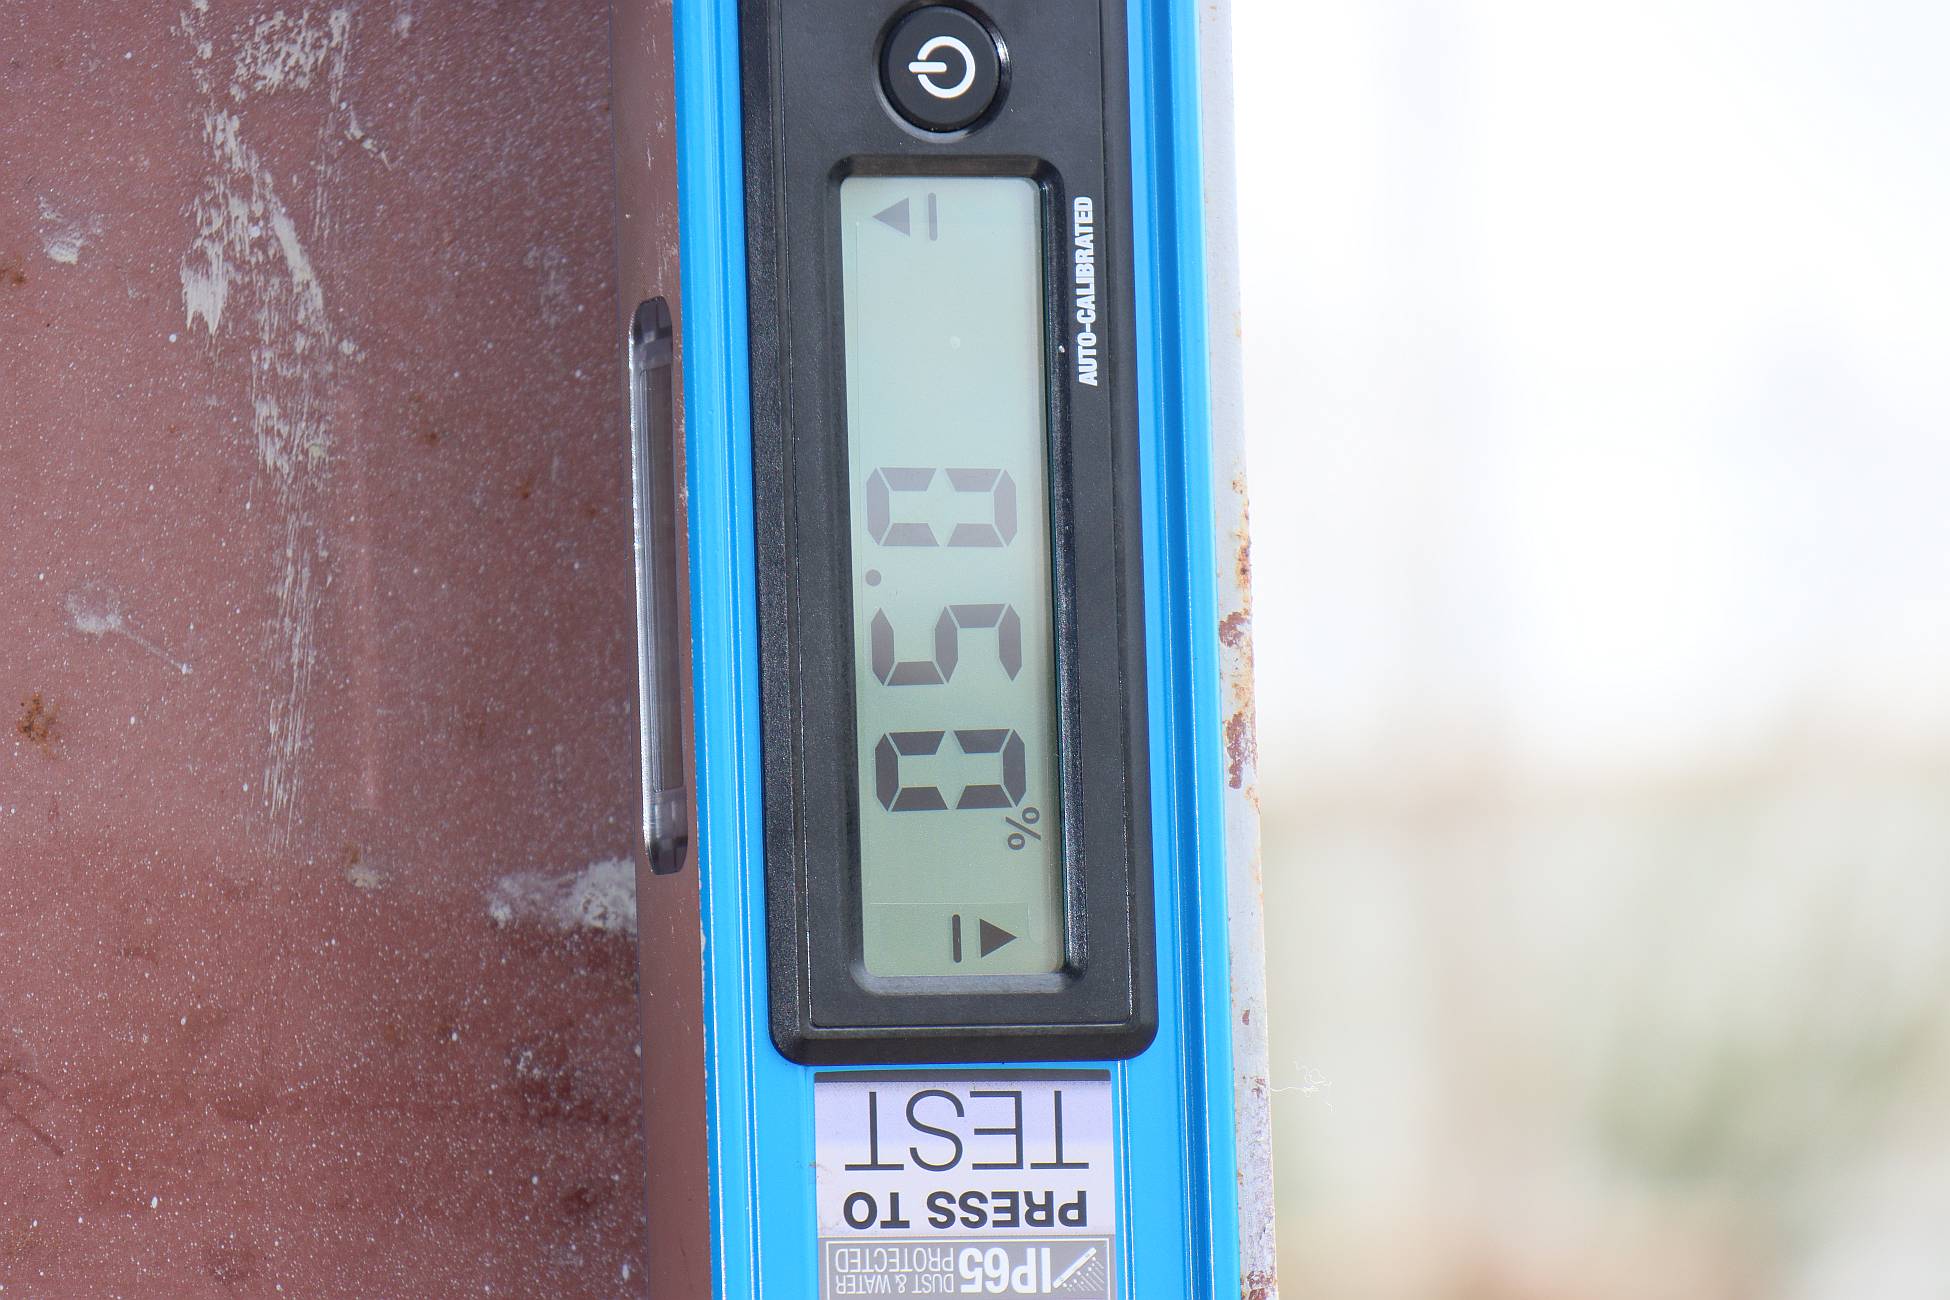 AUTO-CALIBRATED
0.50%
PRESS TO
TEST
IP65
DUST & WATER
PROTECTED